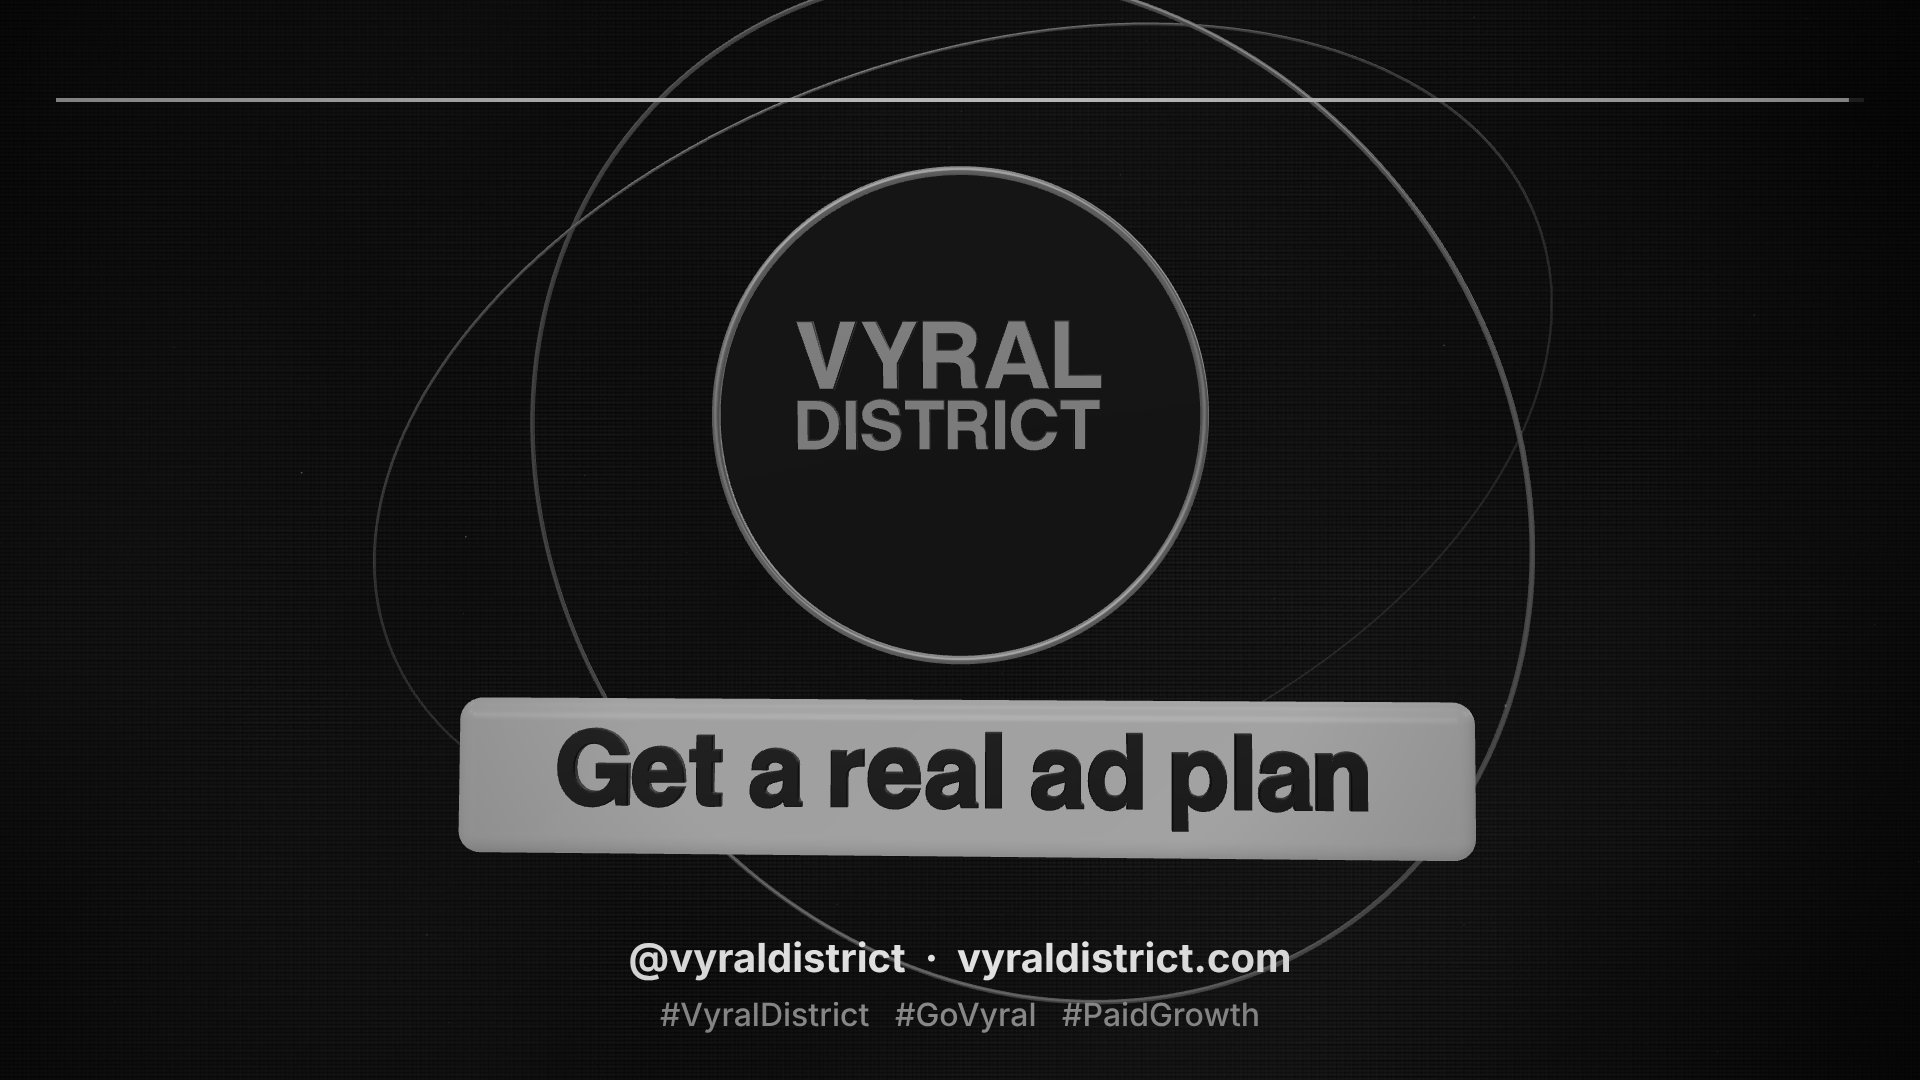 VYRAL
DISTRICT
Get a real ad plan
@vyraldistrict · vyraldistrict.com
#VyralDistrict #GoVyral #PaidGrowth